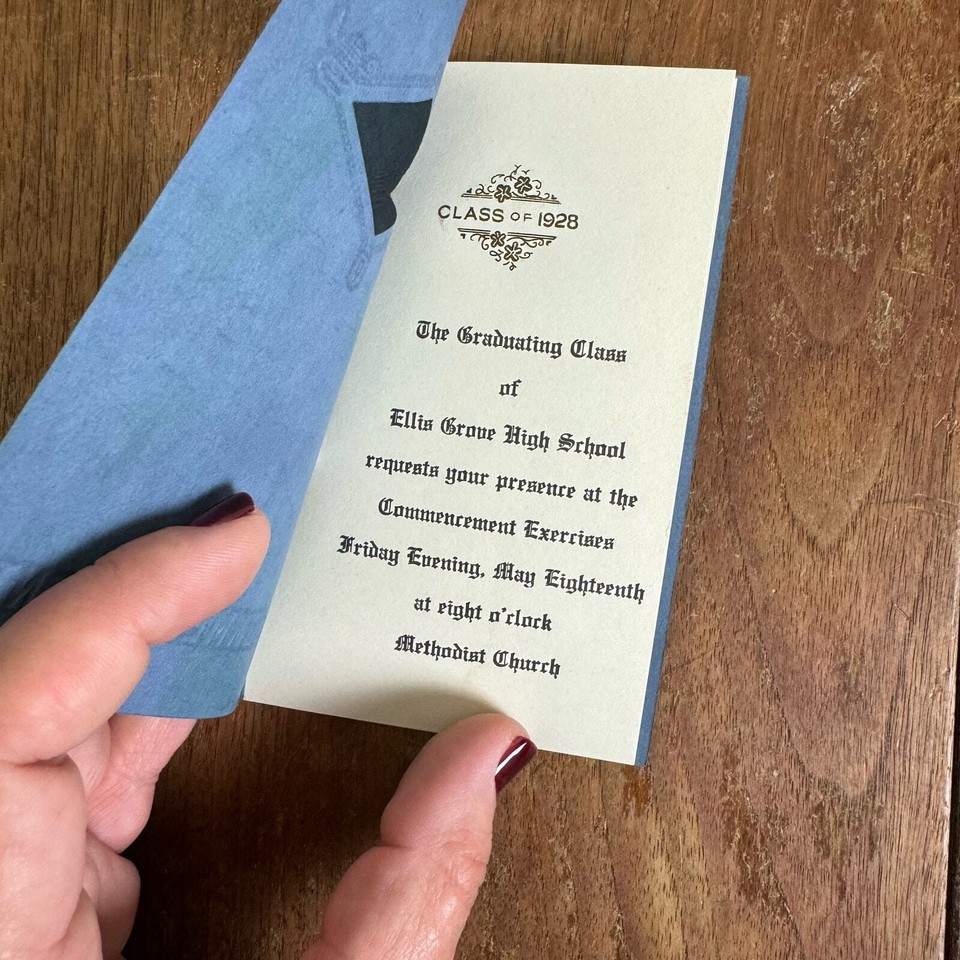 CLASS OF 1928
The Graduating Class
of
Ellis Grove High School
requests your presence at the
Commencement Exercises
Friday Evening, May Eighteenth
at eight o'clock
Methodist Church